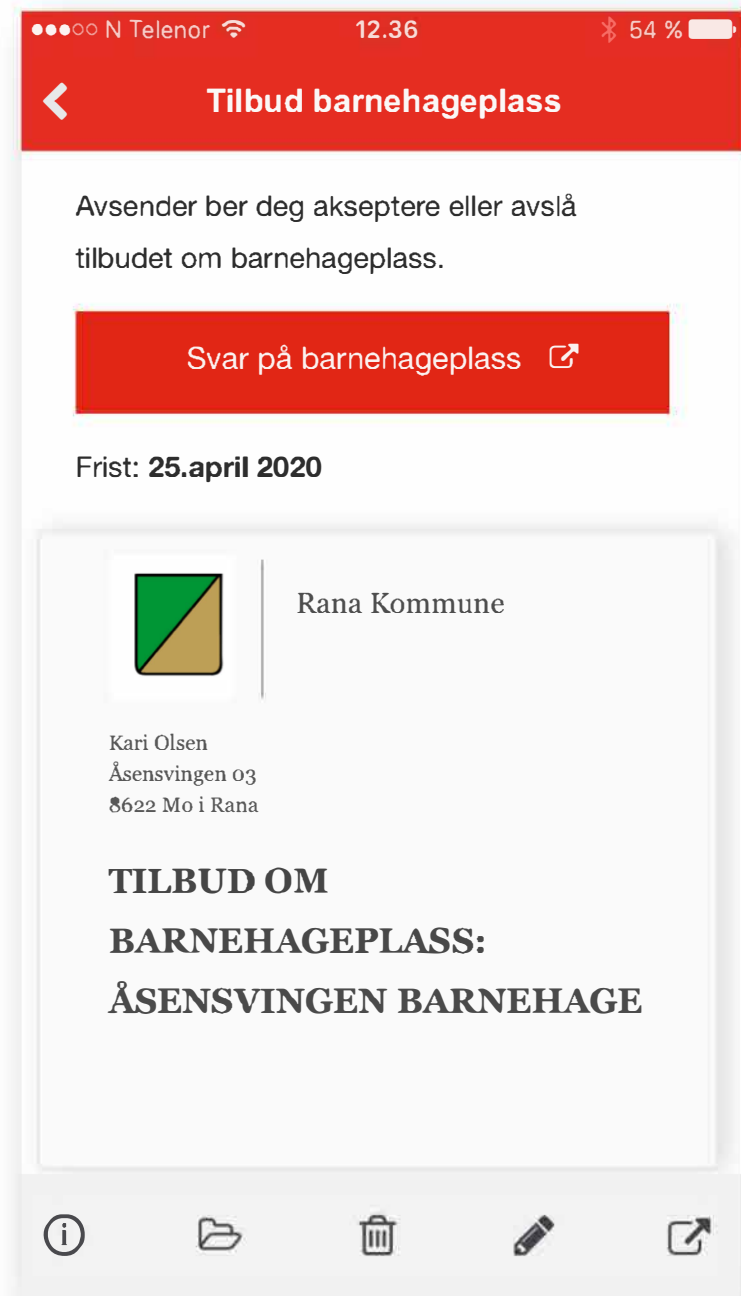 N Telenor 12.36 54 %
Tilbud barnehageplass
Avsender ber deg akseptere eller avslå
tilbudet om barnehageplass.
Svar på barnehageplass
Frist: 25.april 2020
Rana Kommune
Kari Olsen
Åsensvingen 03
8622 Mo i Rana
TILBUD OM
BARNEHAGEPLASS:
ÅSENSVINGEN BARNEHAGE